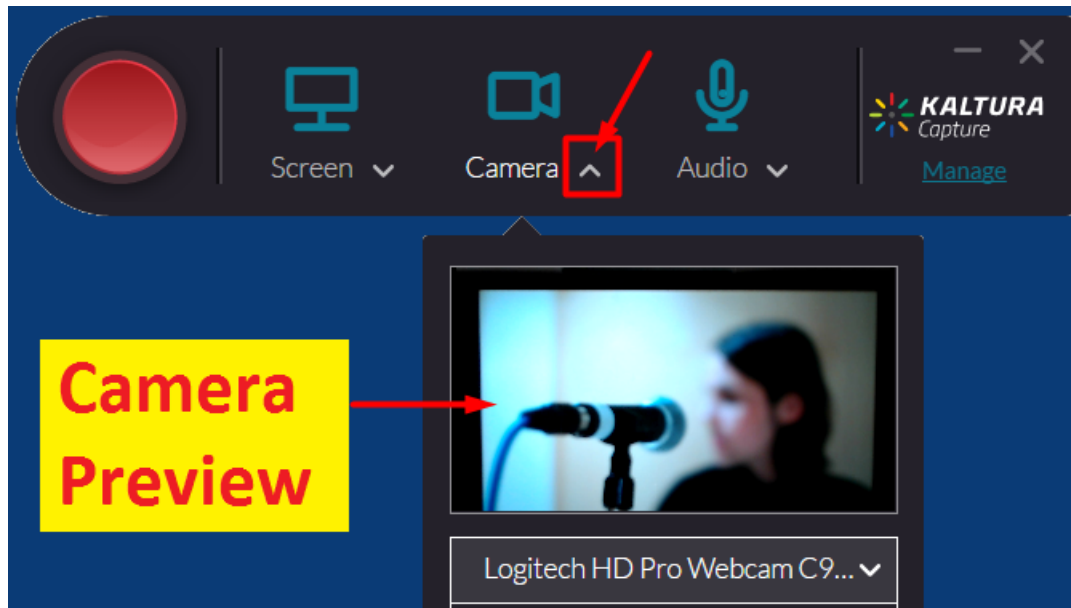 KALTURA
Capture
Screen
Camera
Audio
Manage
Camera
Preview
Logitech HD Pro Webcam C9...